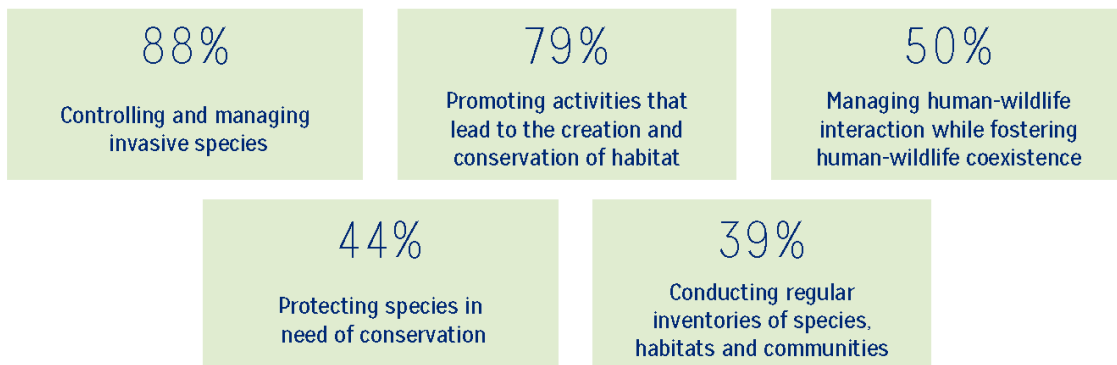 88%
Controlling and managing
invasive species
79%
Promoting activities that
lead to the creation and
conservation of habitat
50%
Managing human-wildlife
interaction while fostering
human-wildlife coexistence
44%
Protecting species in
need of conservation
39%
Conducting regular
inventories of species,
habitats and communities